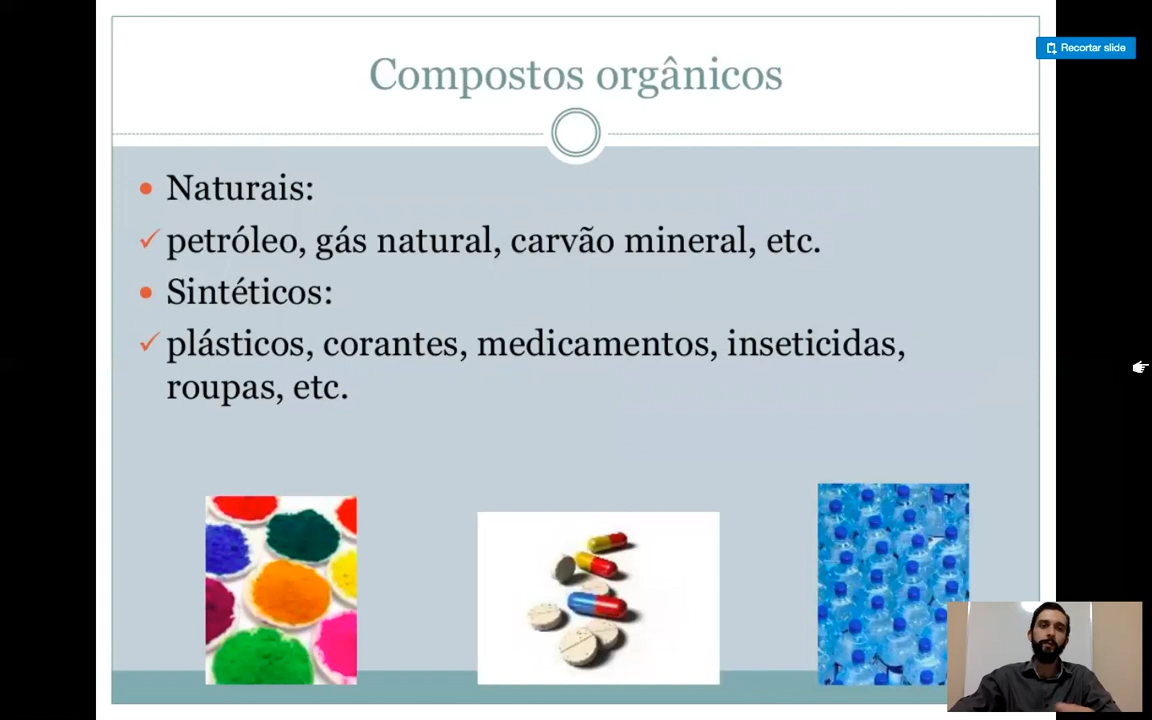 Recortar slide
Compostos orgânicos
Naturais:
petróleo, gás natural, carvão mineral, etc.
Sintéticos:
plásticos, corantes, medicamentos, inseticidas,
roupas, etc.